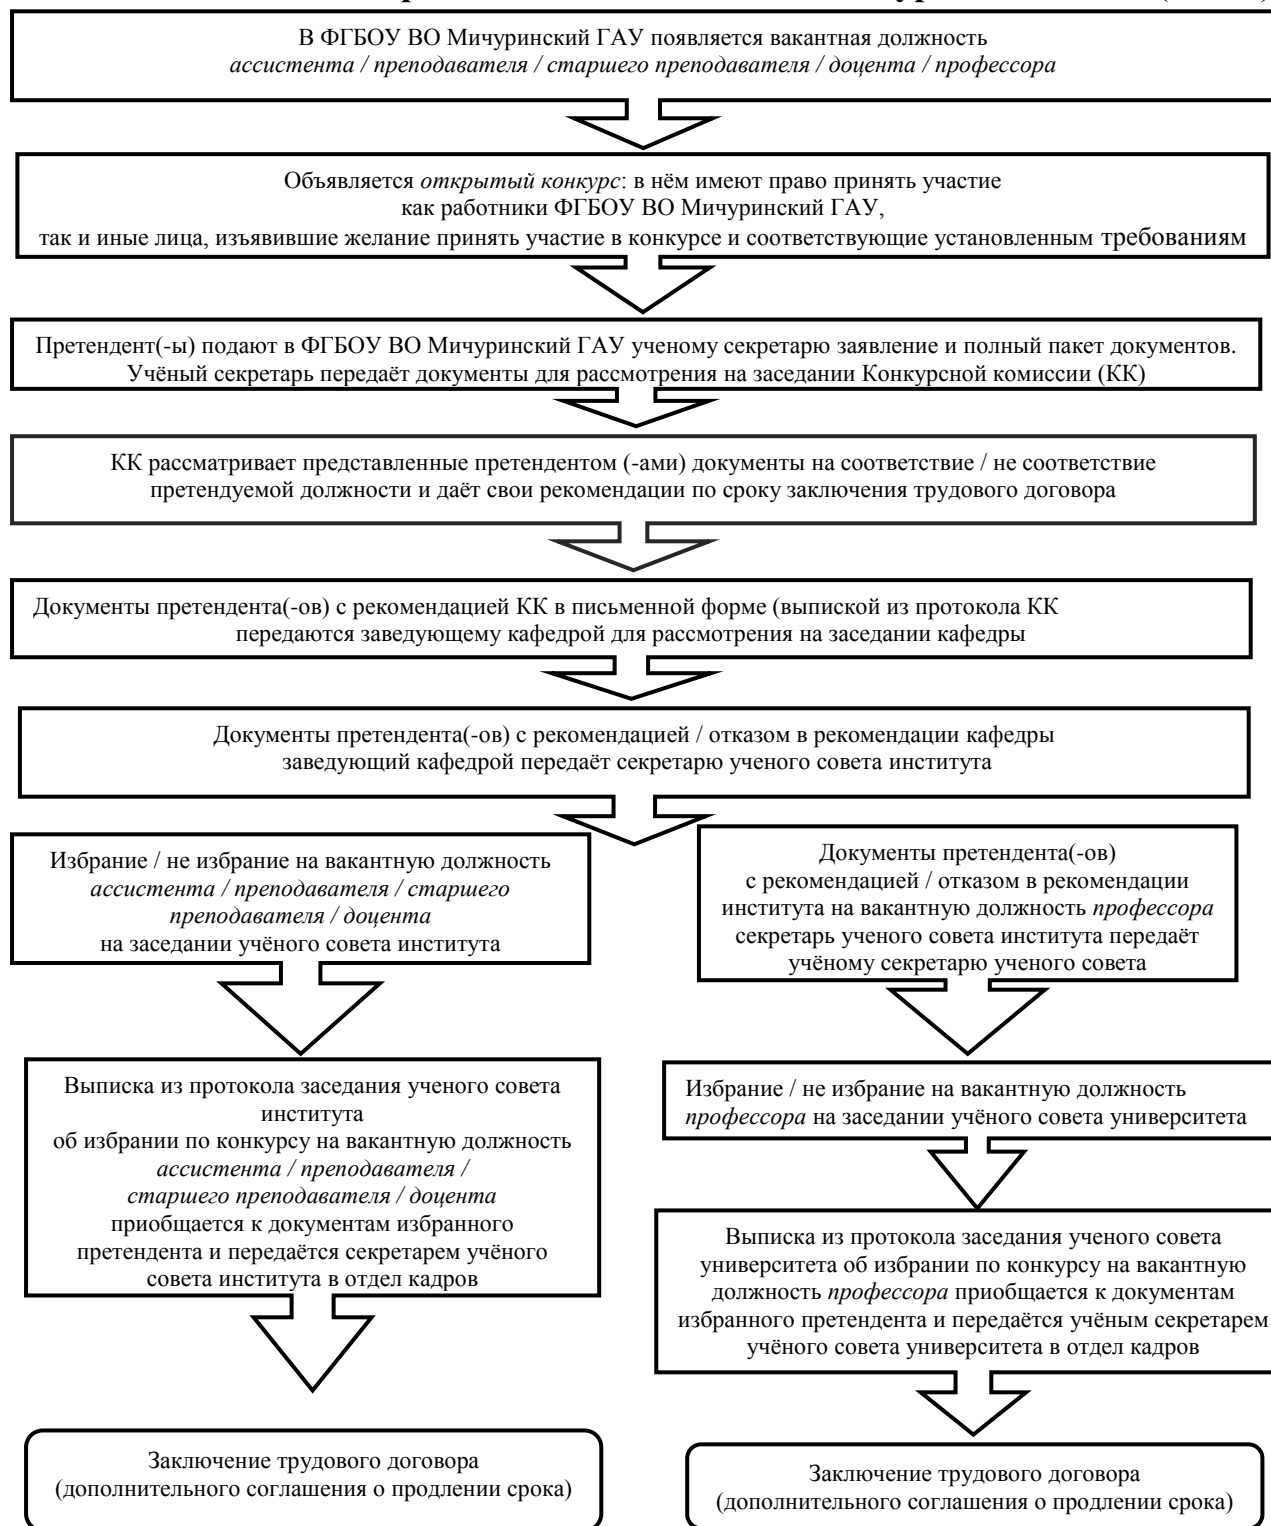 В ФГБОУ ВО Мичуринский ГАУ появляется вакантная должность
ассистента / преподавателя / старшего преподавателя / доцента / профессора
Объявляется открытый конкурс: в нём имеют право принять участие
как работники ФГБОУ ВО Мичуринский ГАУ,
так и иные лица, изъявившие желание принять участие в конкурсе и соответствующие установленным требованиям
Претендент(-ы) подают в ФГБОУ ВО Мичуринский ГАУ ученому секретарю заявление и полный пакет документов.
Учёный секретарь передаёт документы для рассмотрения на заседании Конкурсной комиссии (КК)
КК рассматривает представленные претендентом (-ами) документы на соответствие / не соответствие
претендуемой должности и даёт свои рекомендации по сроку заключения трудового договора
Документы претендента(-ов) с рекомендацией КК в письменной форме (выпиской из протокола КК
передаются заведующему кафедрой для рассмотрения на заседании кафедры
Документы претендента(-ов) с рекомендацией / отказом в рекомендации кафедры
заведующий кафедрой передаёт секретарю ученого совета института
Избрание / не избрание на вакантную должность
ассистента / преподавателя / старшего
преподавателя / доцента
на заседании учёного совета института
Документы претендента(-ов)
с рекомендацией / отказом в рекомендации
института на вакантную должность профессора
секретарь ученого совета института передаёт
учёному секретарю ученого совета
Выписка из протокола заседания ученого совета
института
об избрании по конкурсу на вакантную должность
ассистента / преподавателя /
старшего преподавателя / доцента
приобщается к документам избранного
претендента и передаётся секретарем учёного
совета института в отдел кадров
Избрание / не избрание на вакантную должность
профессора на заседании учёного совета университета
Выписка из протокола заседания ученого совета
университета об избрании по конкурсу на вакантную
должность профессора приобщается к документам
избранного претендента и передаётся учёным секретарем
учёного совета университета в отдел кадров
Заключение трудового договора
(дополнительного соглашения о продлении срока)
Заключение трудового договора
(дополнительного соглашения о продлении срока)